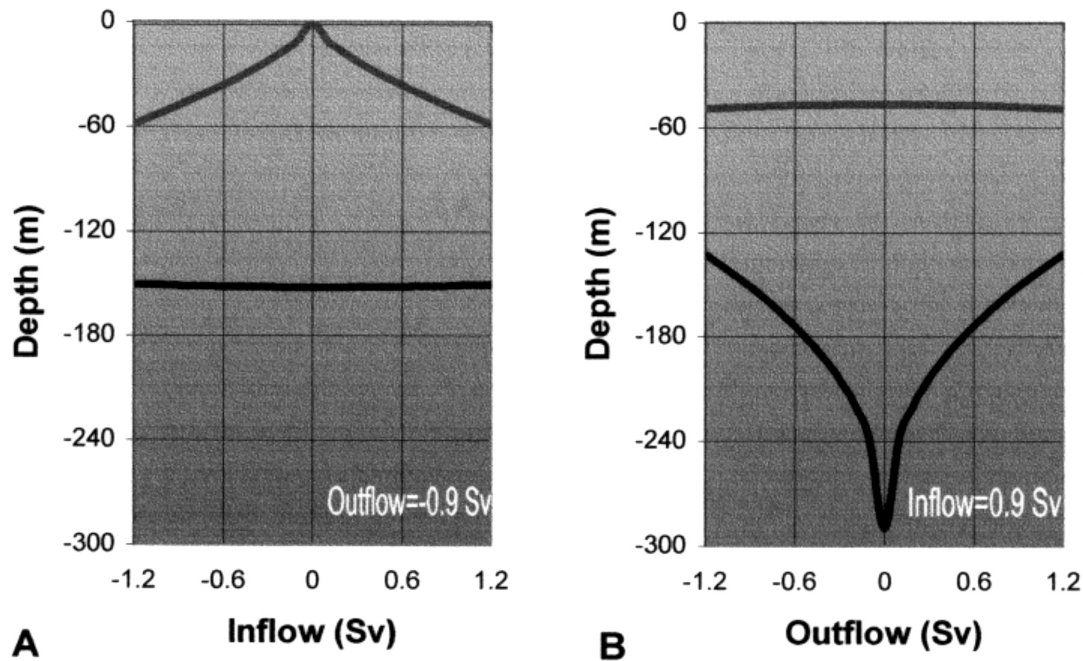 0
-60
-120
-180
-240
-300
Depth (m)
Outflow=-0.9 Sv
-1.2 -0.6 0 0.6 1.2
Inflow (Sv)
A
0
-60
-120
-180
-240
-300
Depth (m)
Inflow=0.9 Sv
-1.2 -0.6 0 0.6 1.2
Outflow (Sv)
B